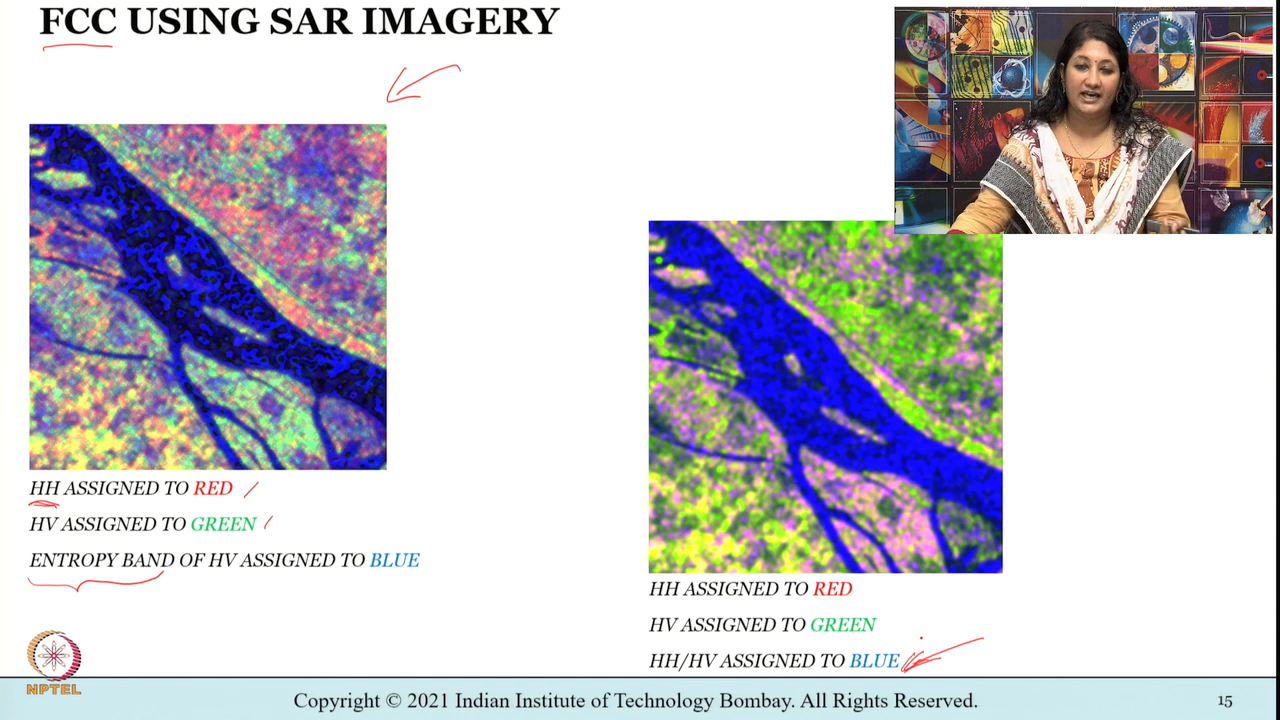 FCC USING SAR IMAGERY
HH ASSIGNED TO RED
HV ASSIGNED TO GREEN
ENTROPY BAND OF HV ASSIGNED TO BLUE
HH ASSIGNED TO RED
HV ASSIGNED TO GREEN
HH/HV ASSIGNED TO BLUE
NPTEL
Copyright © 2021 Indian Institute of Technology Bombay. All Rights Reserved.
15